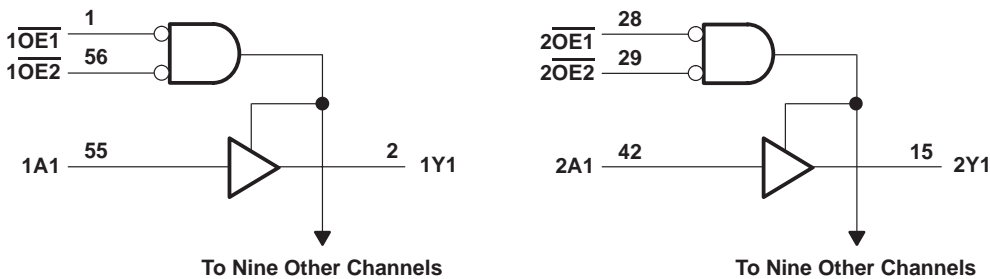 1
1OE1
56
1OE2
55
1A1
2
1Y1
To Nine Other Channels
28
2OE1
29
2OE2
42
2A1
15
2Y1
To Nine Other Channels